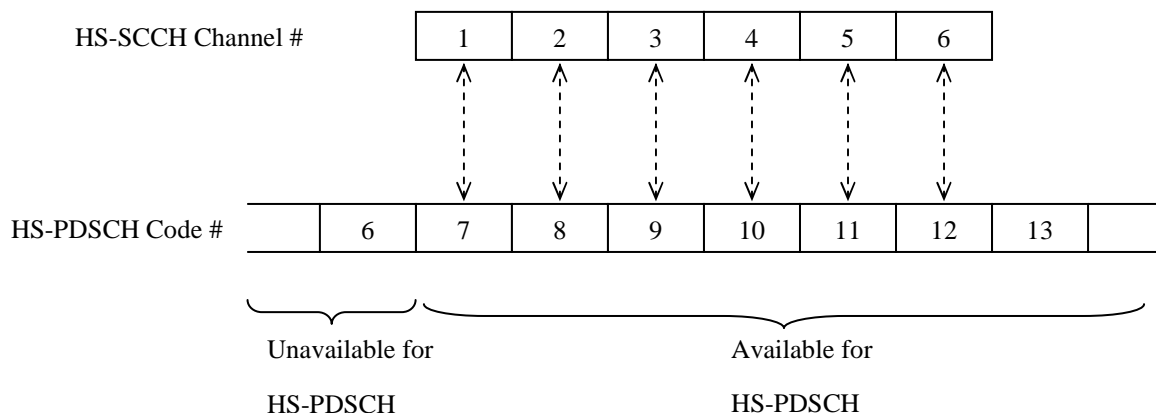 HS-SCCH Channel # 1 2 3 4 5 6
HS-PDSCH Code # 6 7 8 9 10 11 12 13
Unavailable for Available for
HS-PDSCH HS-PDSCH